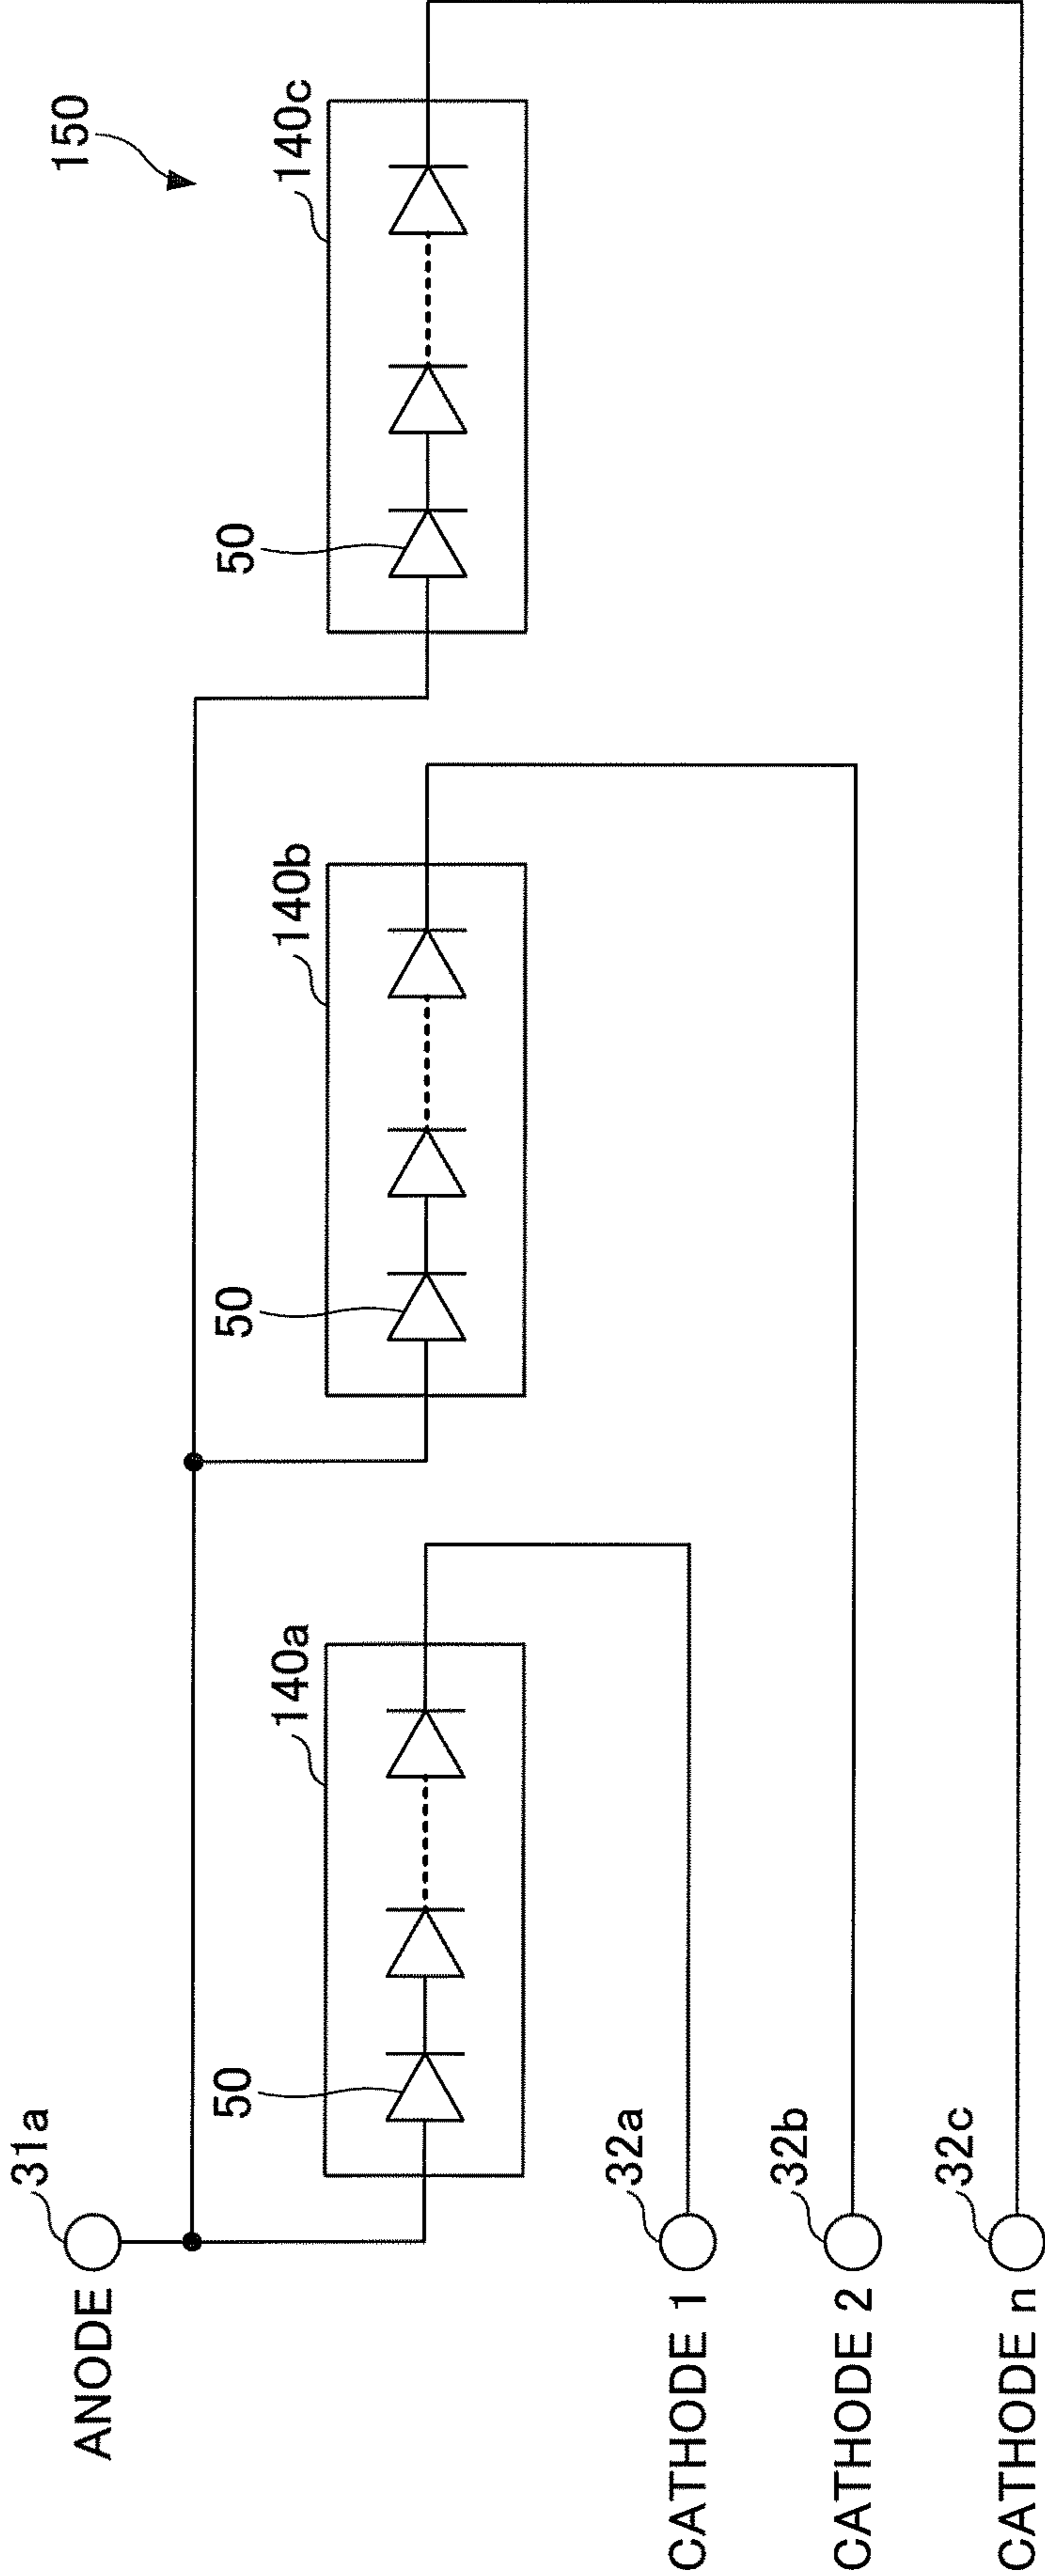 150
31a
ANODE
140a
140b
140c
50
50
50
32a
CATHODE 1
32b
CATHODE 2
32c
CATHODE n